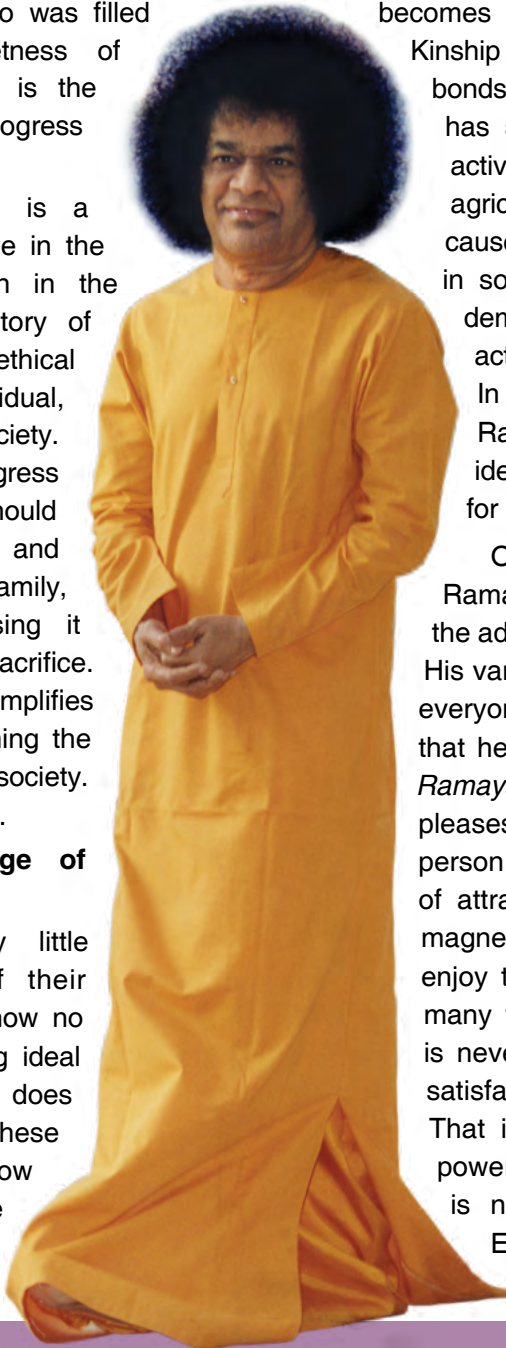 o was filled
etness of
is the
ogress
is a
e in the
n in the
tory of
ethical
idual,
ciety.
gress
hould
and
amily,
sing it
acrifice.
mplifies
ning the
society.
.
ge of
y little
f their
now no
g ideal
does
hese
ow
e
becomes
Kinship
bonds
has s
activ
agric
cause
in so
dem
act
In
Ra
ide
for
O
Rama
the ad
His var
everyon
that he
Ramay
pleases
person
of attra
magne
enjoy t
many
is neve
satisfa
That i
power
is n
E